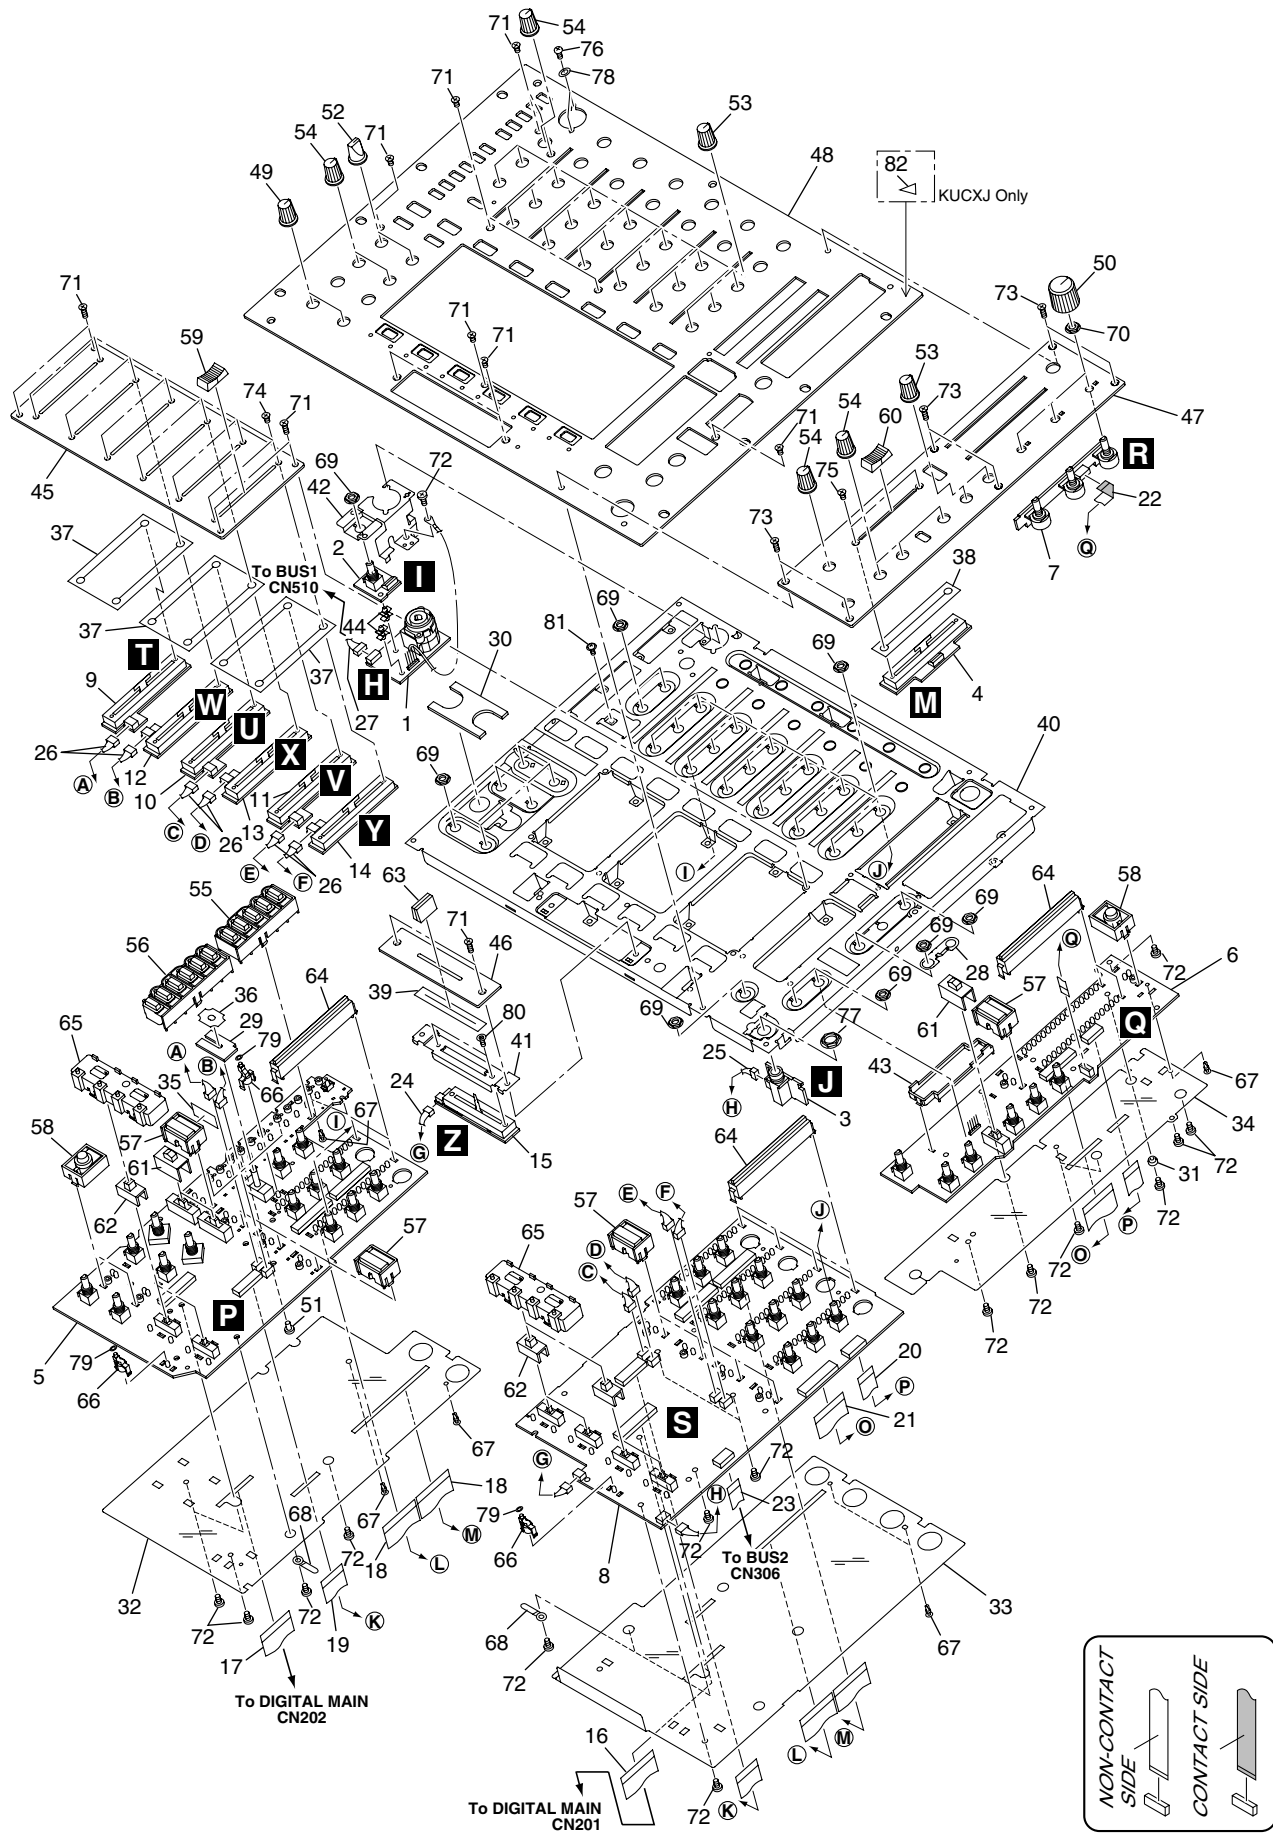 71
54
76
78
71
53
52
71
54
49
48
82
KUCXJ Only
50
73
70
71
59
71
71
53
73
54
60
47
74
71
71
54
75
R
22
Q
7
45
69
42
72
73
2
I
To BUS1
CN510
37
38
44
30
81
69
69
37
T
37
9
H
1
27
M
4
W
U
26
A
B
12
10
X
V
69
40
C
D
26
11
13
Y
E
F
26
14
I
J
63
64
58
55
56
71
46
69
69
28
Q
72
6
64
39
57
36
65
29
79
80
41
69
61
69
77
Q
A
B
66
35
24
25
J
43
67
58
57
I
67
G
Z
15
H
3
34
61
64
72
62
57
E
F
57
J
31
72
P
O
72
72
65
D
C
72
P
51
5
79
66
62
20
P
S
21
O
67
G
72
18
79
H
23
67
66
72
M
68
72
18
L
To BUS2
CN306
8
33
32
72
72
K
19
68
67
72
17
To DIGITAL MAIN
CN202
L
M
16
72
K
To DIGITAL MAIN
CN201
NON-CONTACT
SIDE
CONTACT SIDE